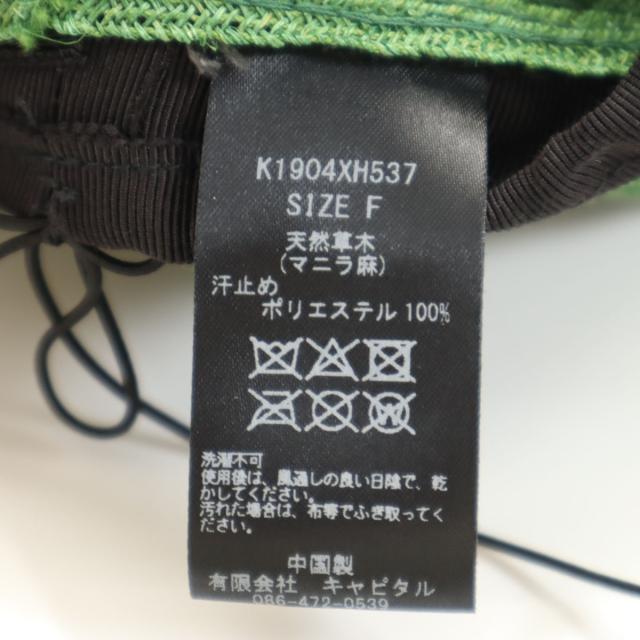 K1904XH537
SIZE F
天然草木
(マニラ麻)
汗止め
ポリエステル 100%
洗濯不可
使用後は、風通しの良い日陰で、乾
かしてください。
汚れた場合は、布等でふき取ってく
ださい。
中国製
有限会社 キャピタル
086-472-0539